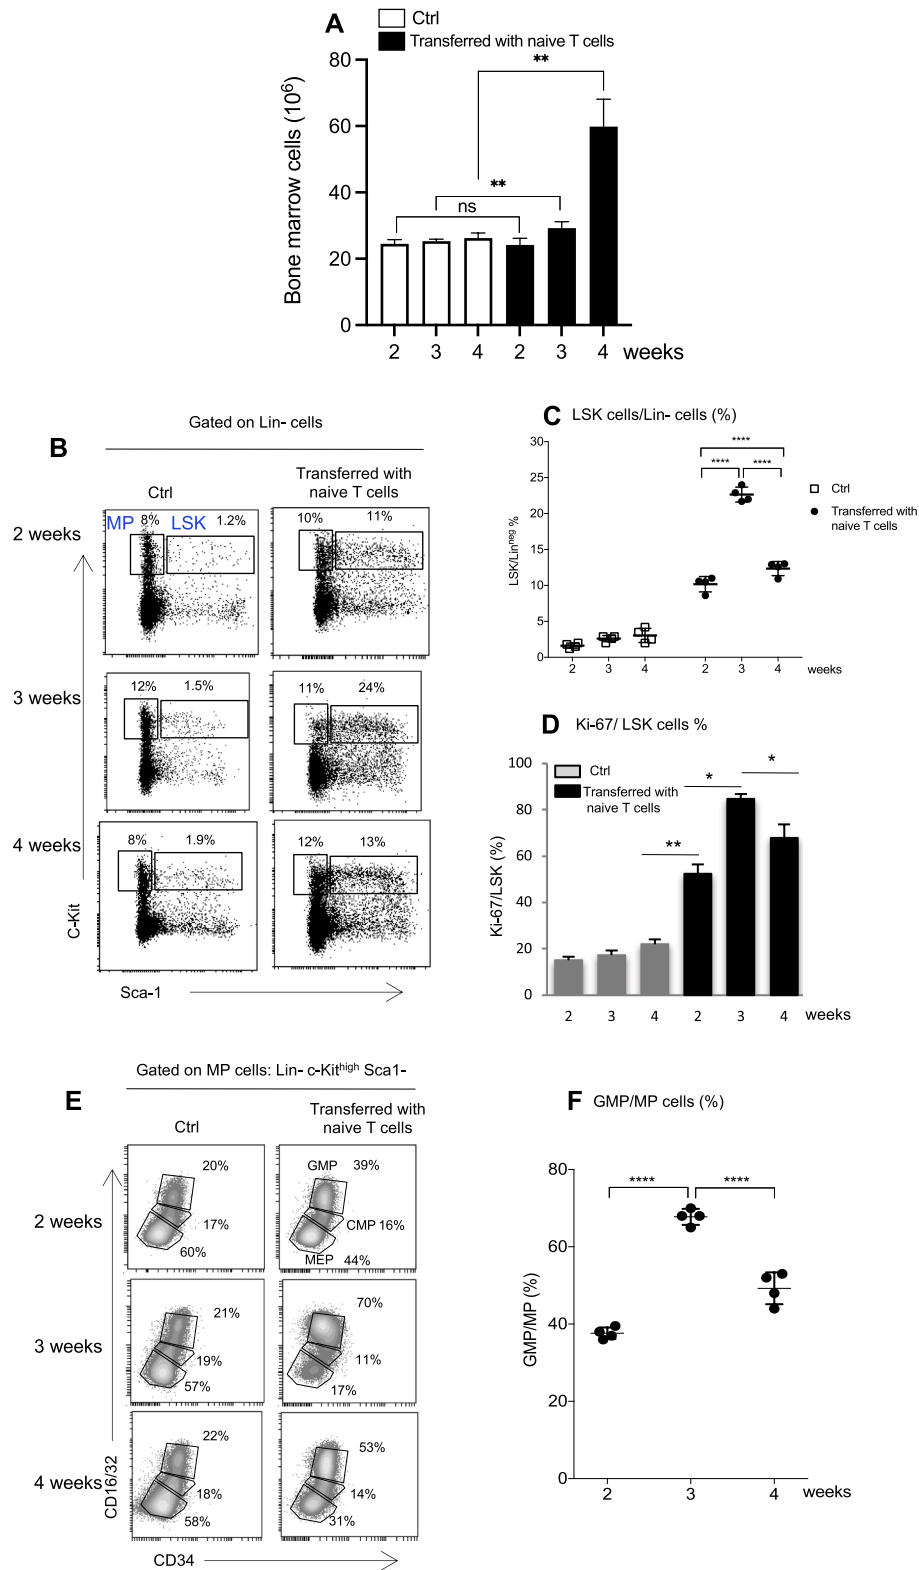 A
Ctrl
Transferred with naive T cells
Bone marrow cells (10⁶)
80
60
40
20
0
**
**
ns
2 3 4 2 3 4 weeks
B
Gated on Lin- cells
Ctrl
Transferred with
naive T cells
2 weeks
MP 8% LSK 1.2%
10% 11%
3 weeks
12% 1.5%
11% 24%
4 weeks
8% 1.9%
12% 13%
C-Kit
Sca-1
C LSK cells/Lin- cells (%)
LSK/Linⁿᵉᵍ %
30
25
20
15
10
5
0
****
**** ****
Ctrl
Transferred with
naive T cells
2 3 4 2 3 4 weeks
D Ki-67/ LSK cells %
Ki-67/LSK (%)
100
80
60
40
20
0
Ctrl
Transferred with
naive T cells
**
*
*
2 3 4 2 3 4 weeks
E
Gated on MP cells: Lin- c-Kitʰⁱᵍʰ Sca1-
Ctrl
Transferred with
naive T cells
2 weeks
20%
17%
60%
GMP 39%
CMP 16%
MEP 44%
3 weeks
21%
19%
57%
70%
11%
17%
4 weeks
22%
18%
58%
53%
14%
31%
CD16/32
CD34
F GMP/MP cells (%)
GMP/MP (%)
80
60
40
20
0
**** ****
2 3 4 weeks